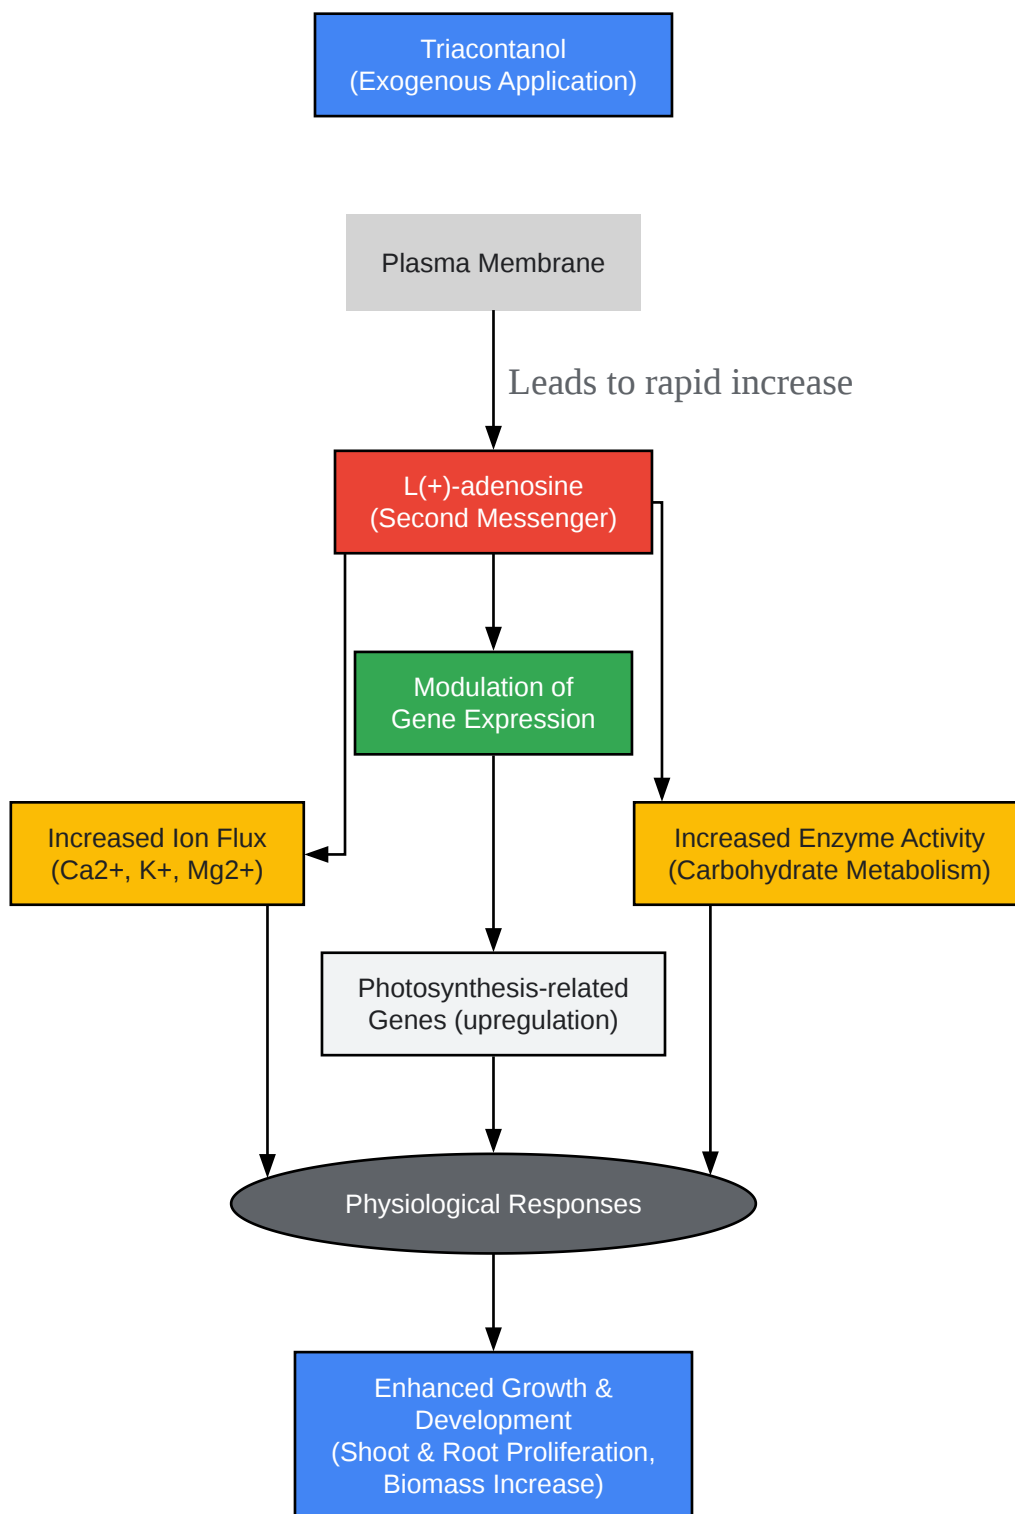 Triacontanol
(Exogenous Application)
Plasma Membrane
Leads to rapid increase
L(+)-adenosine
(Second Messenger)
Modulation of
Gene Expression
Increased Ion Flux
(Ca2+, K+, Mg2+)
Increased Enzyme Activity
(Carbohydrate Metabolism)
Photosynthesis-related
Genes (upregulation)
Physiological Responses
Enhanced Growth &
Development
(Shoot & Root Proliferation,
Biomass Increase)